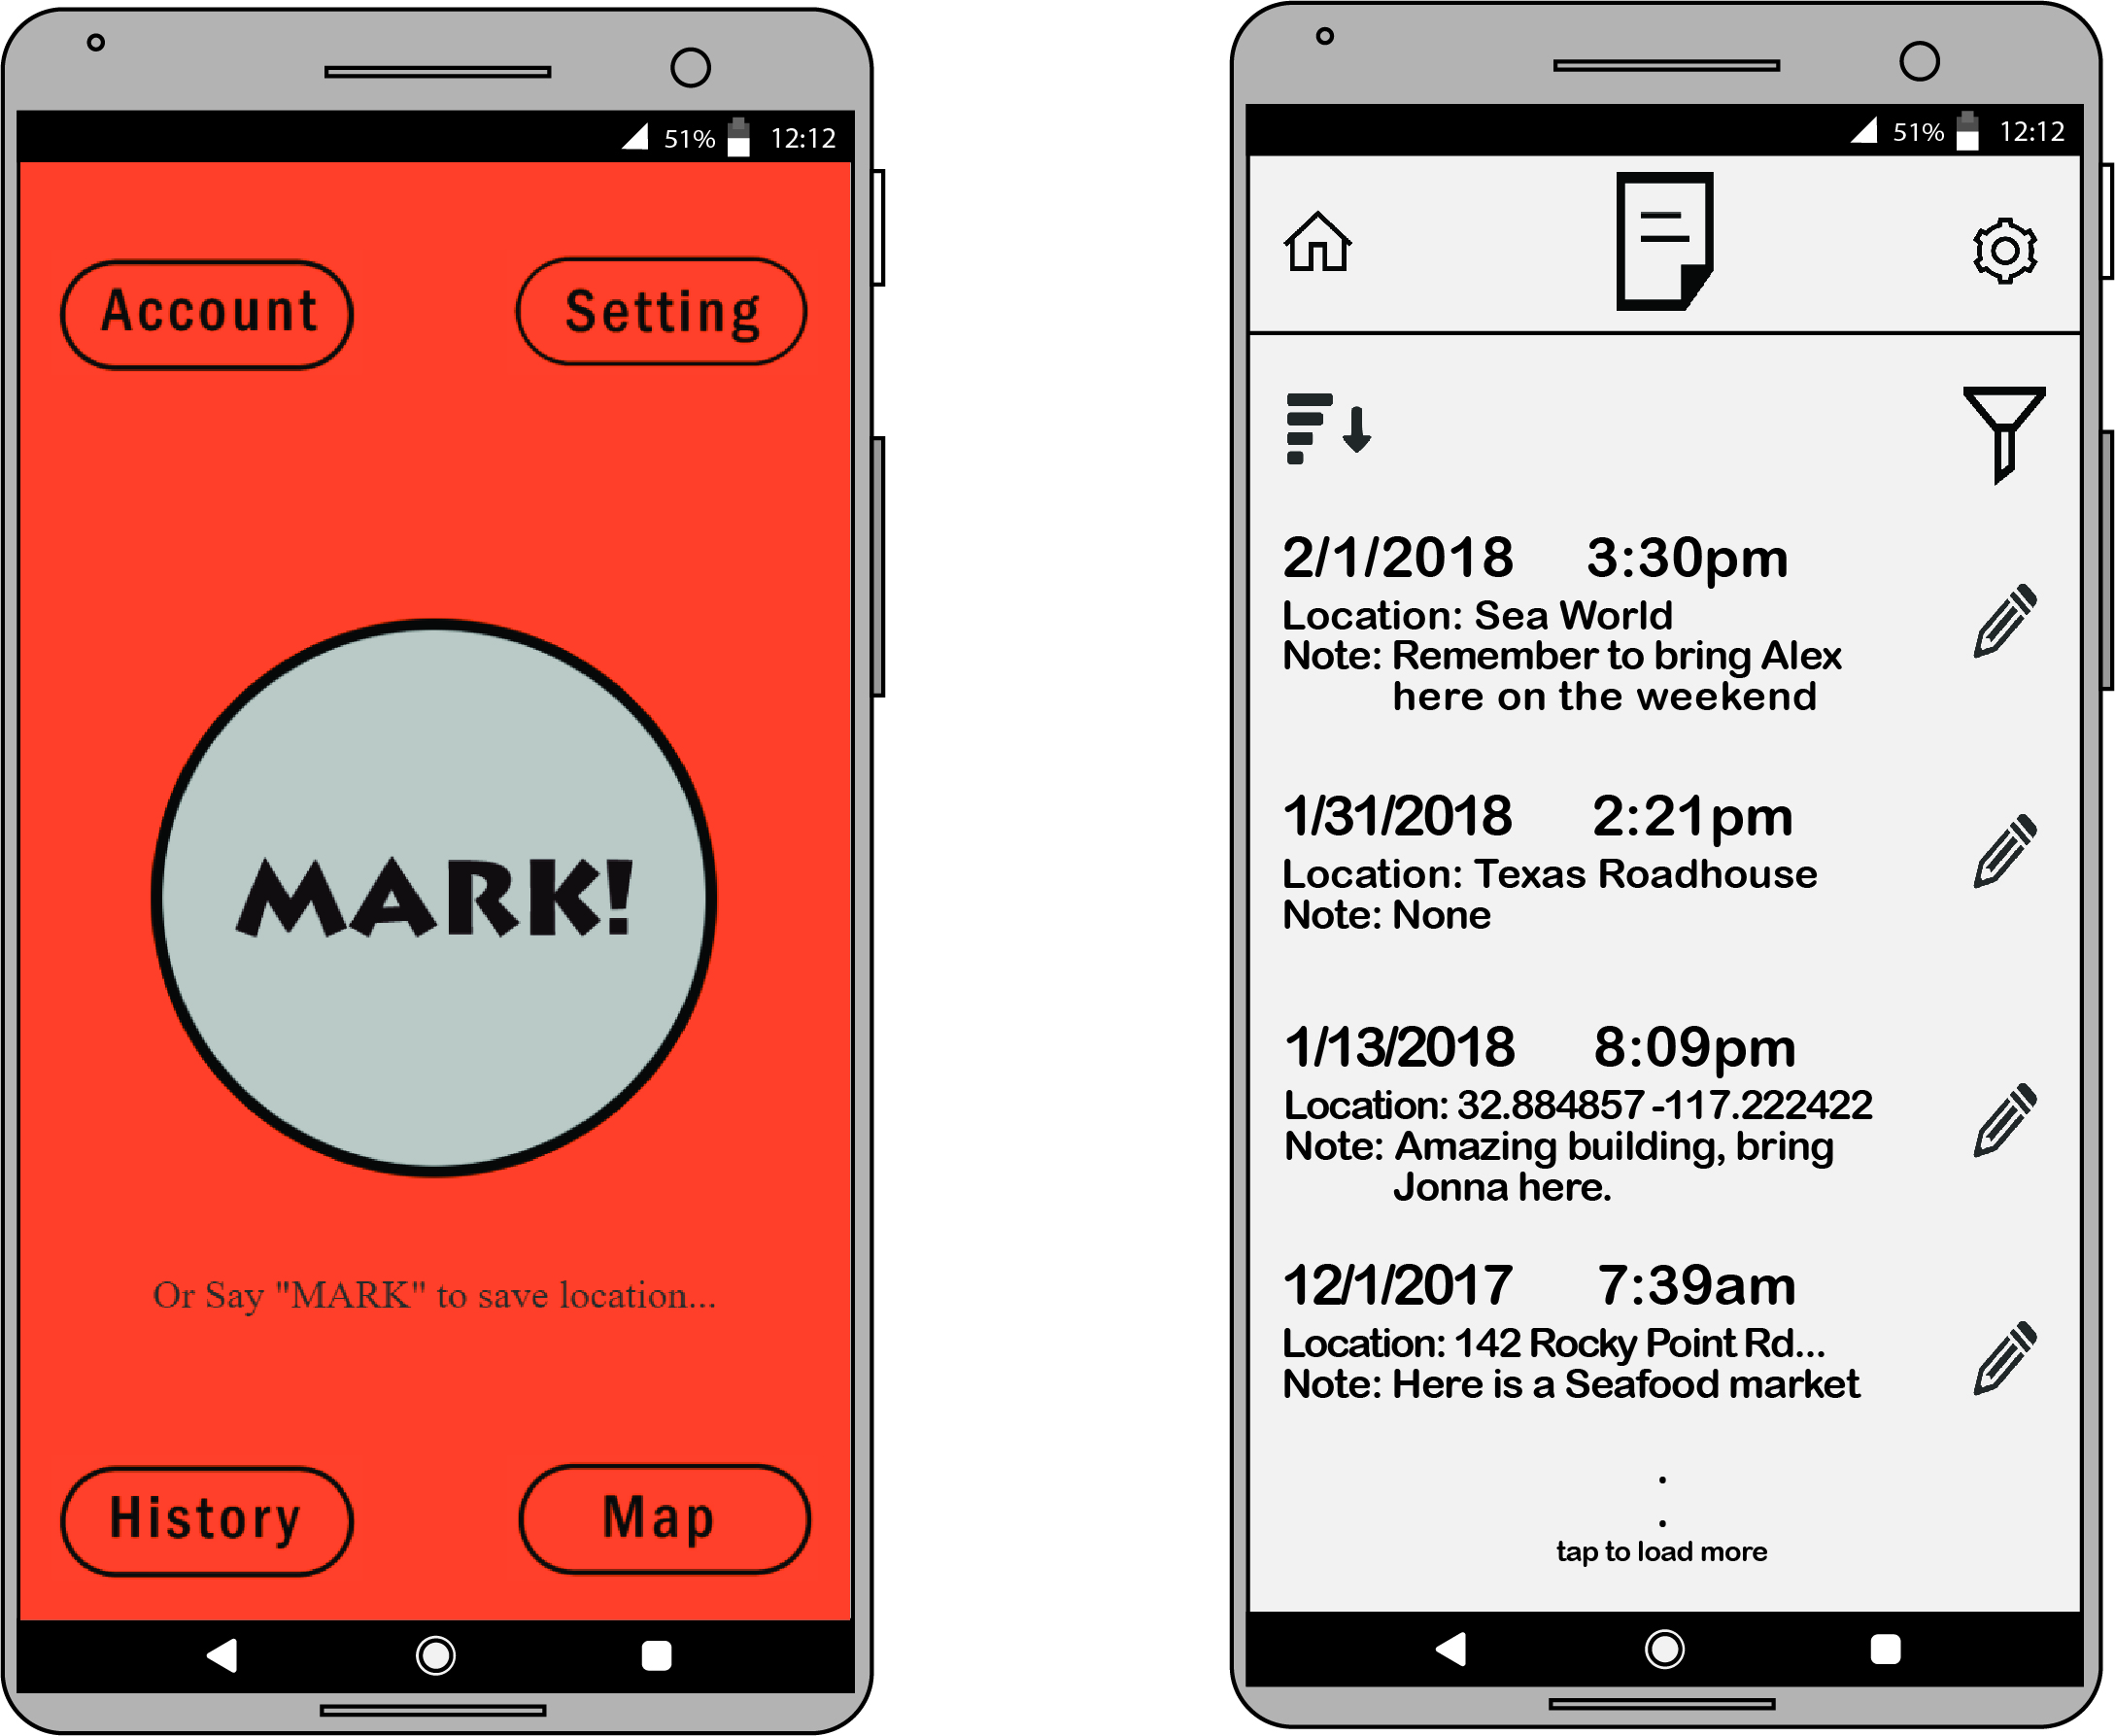 51% 12:12
Account Setting
MARK!
Or Say "MARK" to save location...
History Map
51% 12:12
2/1/2018 3:30pm
Location: Sea World
Note: Remember to bring Alex
here on the weekend
1/31/2018 2:21pm
Location: Texas Roadhouse
Note: None
1/13/2018 8:09pm
Location: 32.884857 -117.222422
Note: Amazing building, bring
Jonna here.
12/1/2017 7:39am
Location: 142 Rocky Point Rd...
Note: Here is a Seafood market
.
.
tap to load more